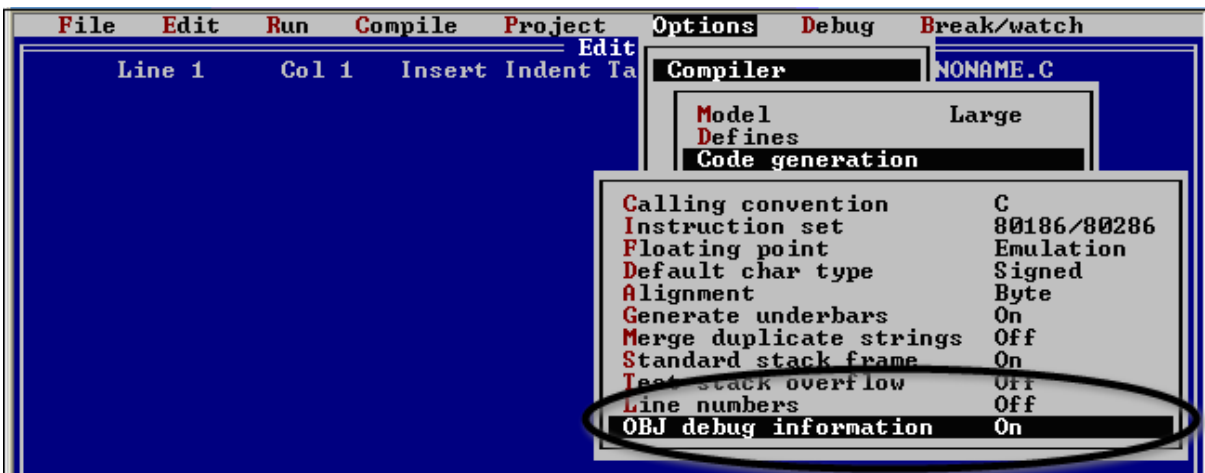 File Edit Run Compile Project Options Debug Break/watch
Edit
Line 1 Col 1 Insert Indent Ta NONAME.C
Compiler
Model Large
Defines
Code generation
Calling convention C
Instruction set 80186/80286
Floating point Emulation
Default char type Signed
Alignment Byte
Generate underbars On
Merge duplicate strings Off
Standard stack frame On
Test stack overflow Off
Line numbers Off
OBJ debug information On